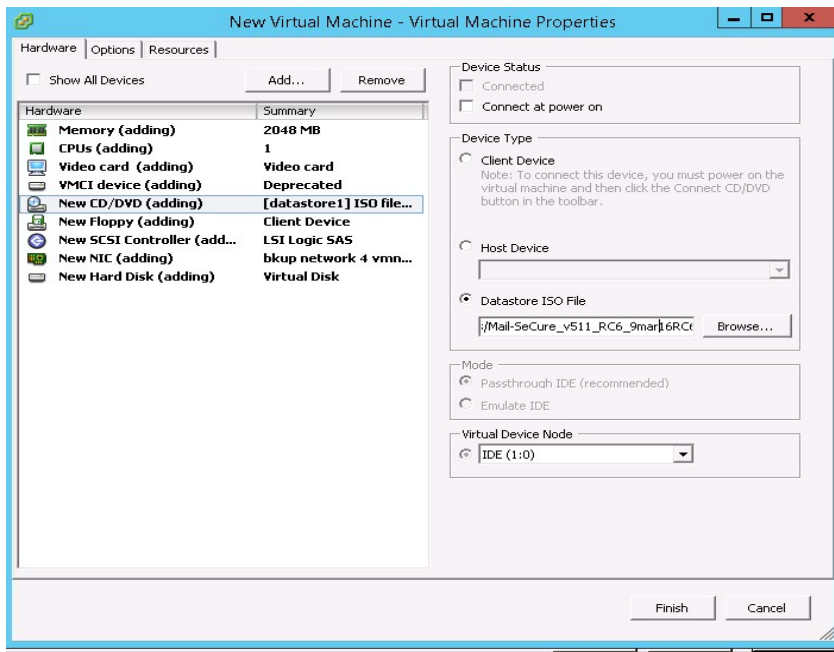 New Virtual Machine - Virtual Machine Properties
Hardware Options Resources
Show All Devices Add... Remove
Hardware Summary
Memory (adding) 2048 MB
CPUs (adding) 1
Video card (adding) Video card
VMCI device (adding) Deprecated
New CD/DVD (adding) [datastore1] ISO file...
New Floppy (adding) Client Device
New SCSI Controller (add... LSI Logic SAS
New NIC (adding) bkup network 4 vmn...
New Hard Disk (adding) Virtual Disk
Device Status
Connected
Connect at power on
Device Type
Client Device
Note: To connect this device, you must power on the
virtual machine and then click the Connect CD/DVD
button in the toolbar.
Host Device
Datastore ISO File
:/Mail-SeCure_v511_RC6_9mar16RC6 Browse...
Mode
Passthrough IDE (recommended)
Emulate IDE
Virtual Device Node
IDE (1:0)
Finish Cancel